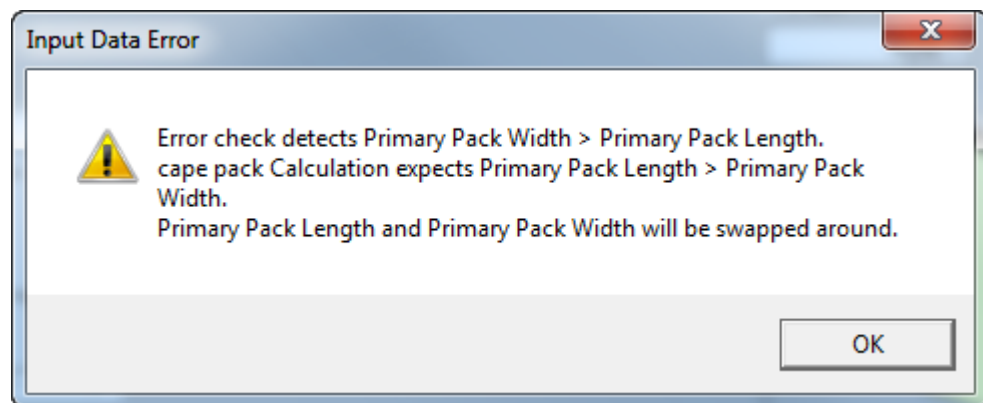 Input Data Error
Error check detects Primary Pack Width > Primary Pack Length.
cape pack Calculation expects Primary Pack Length > Primary Pack
Width.
Primary Pack Length and Primary Pack Width will be swapped around.
OK